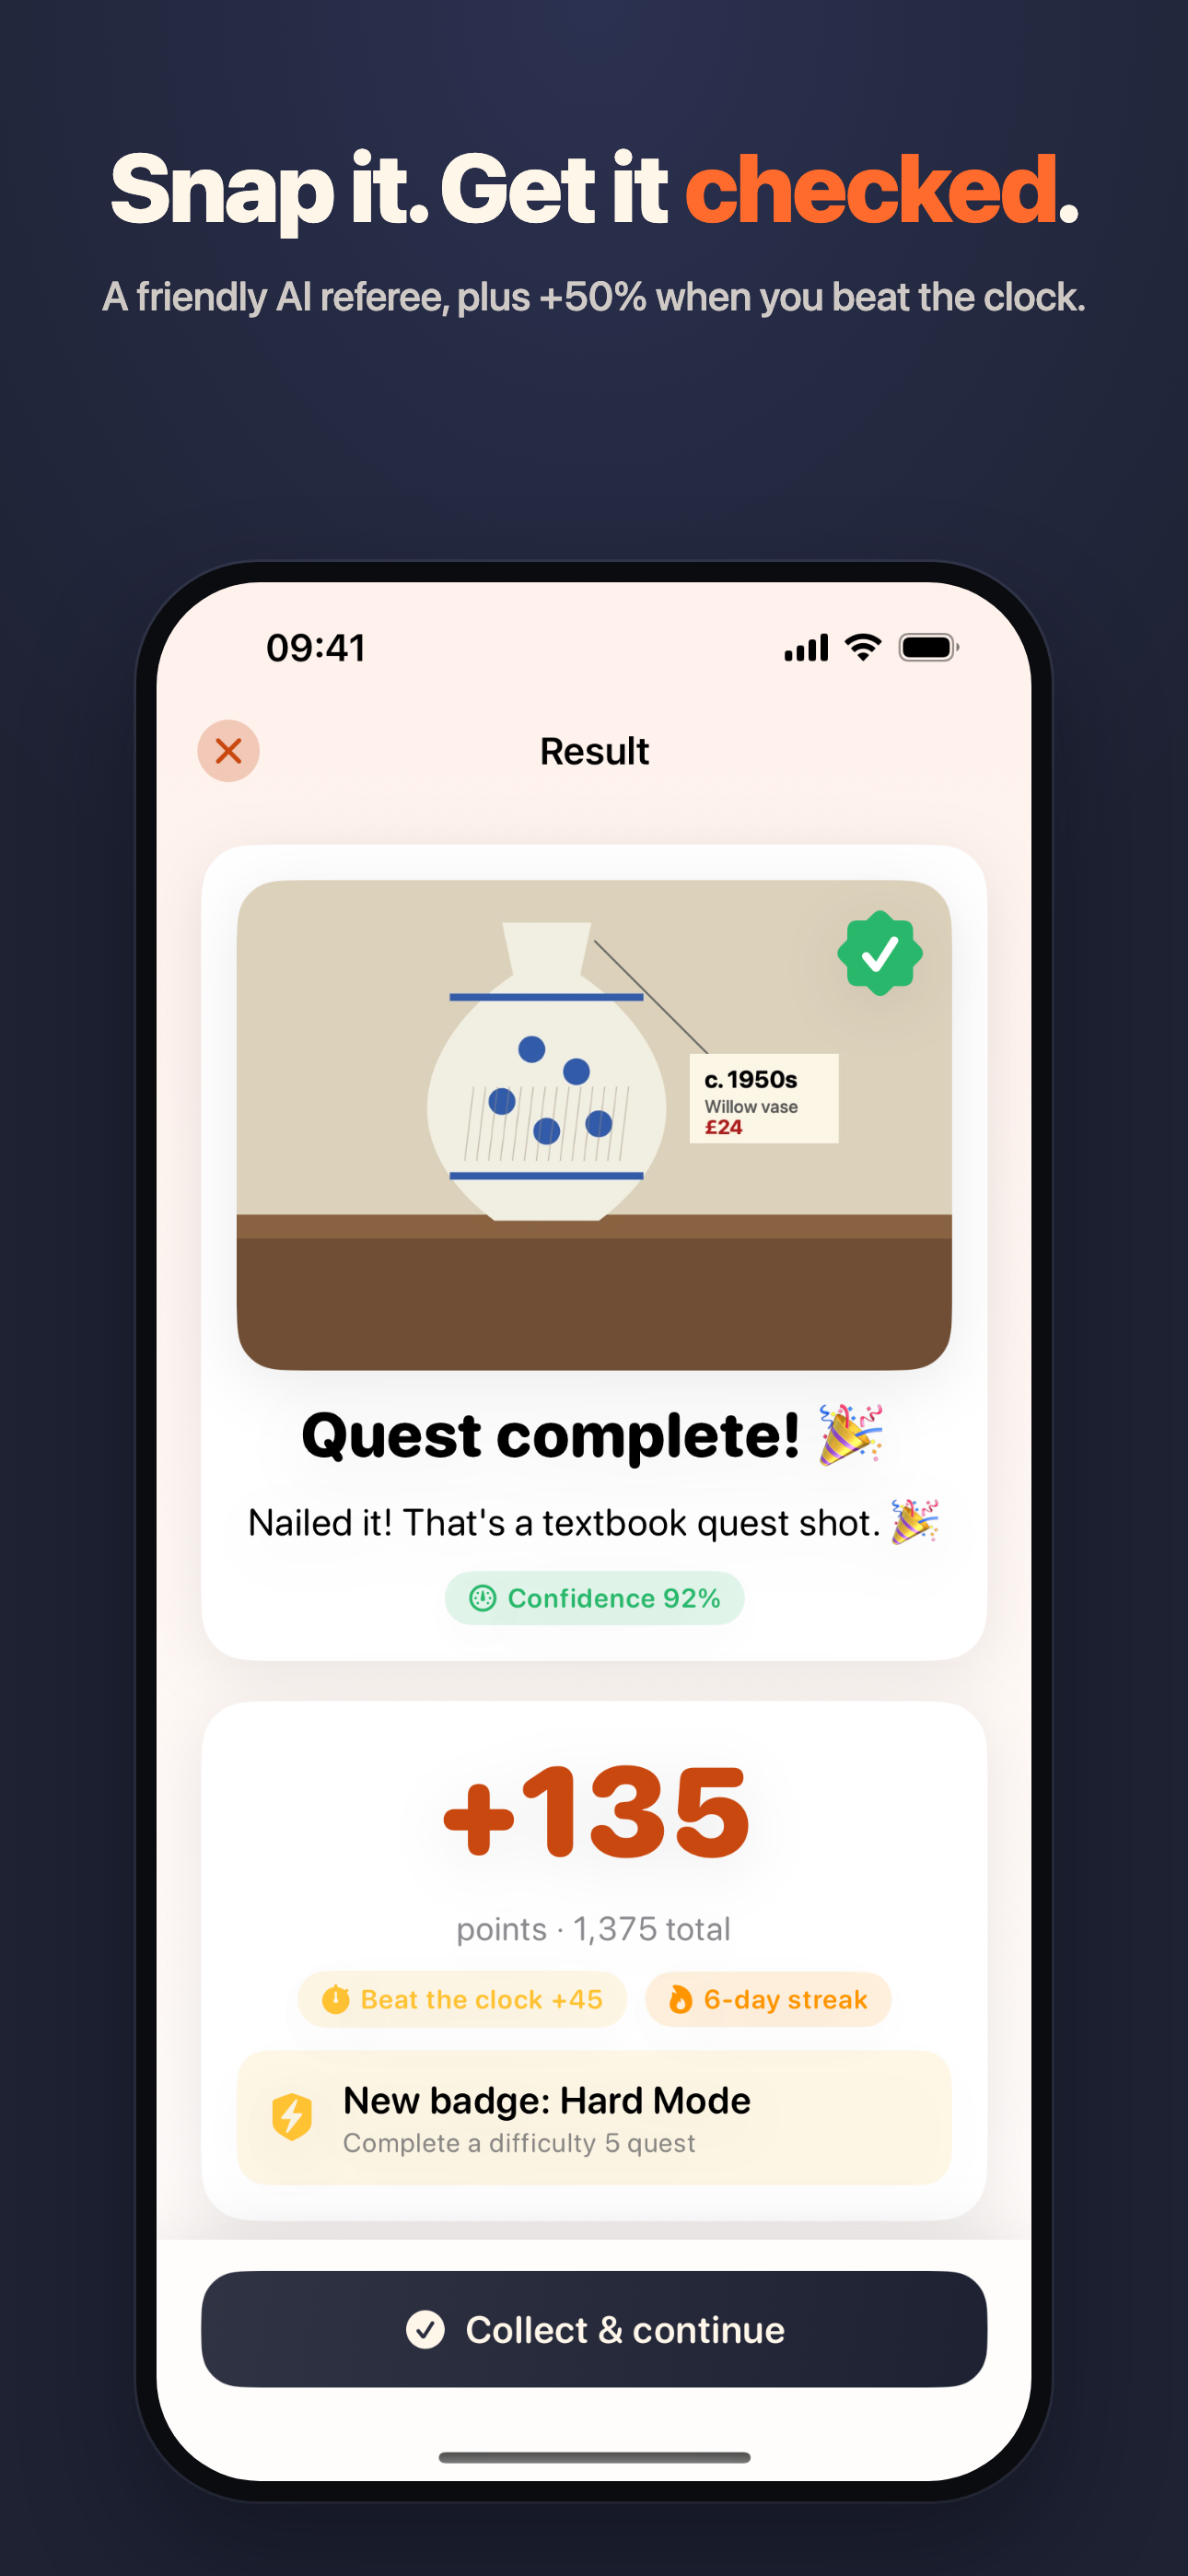 Snap it. Get it checked.
A friendly AI referee, plus +50% when you beat the clock.
09:41
Result
c. 1950s
Willow vase
£24
Quest complete! 🎉
Nailed it! That's a textbook quest shot. 🎉
Confidence 92%
+135
points · 1,375 total
Beat the clock +45
6-day streak
New badge: Hard Mode
Complete a difficulty 5 quest
Collect & continue